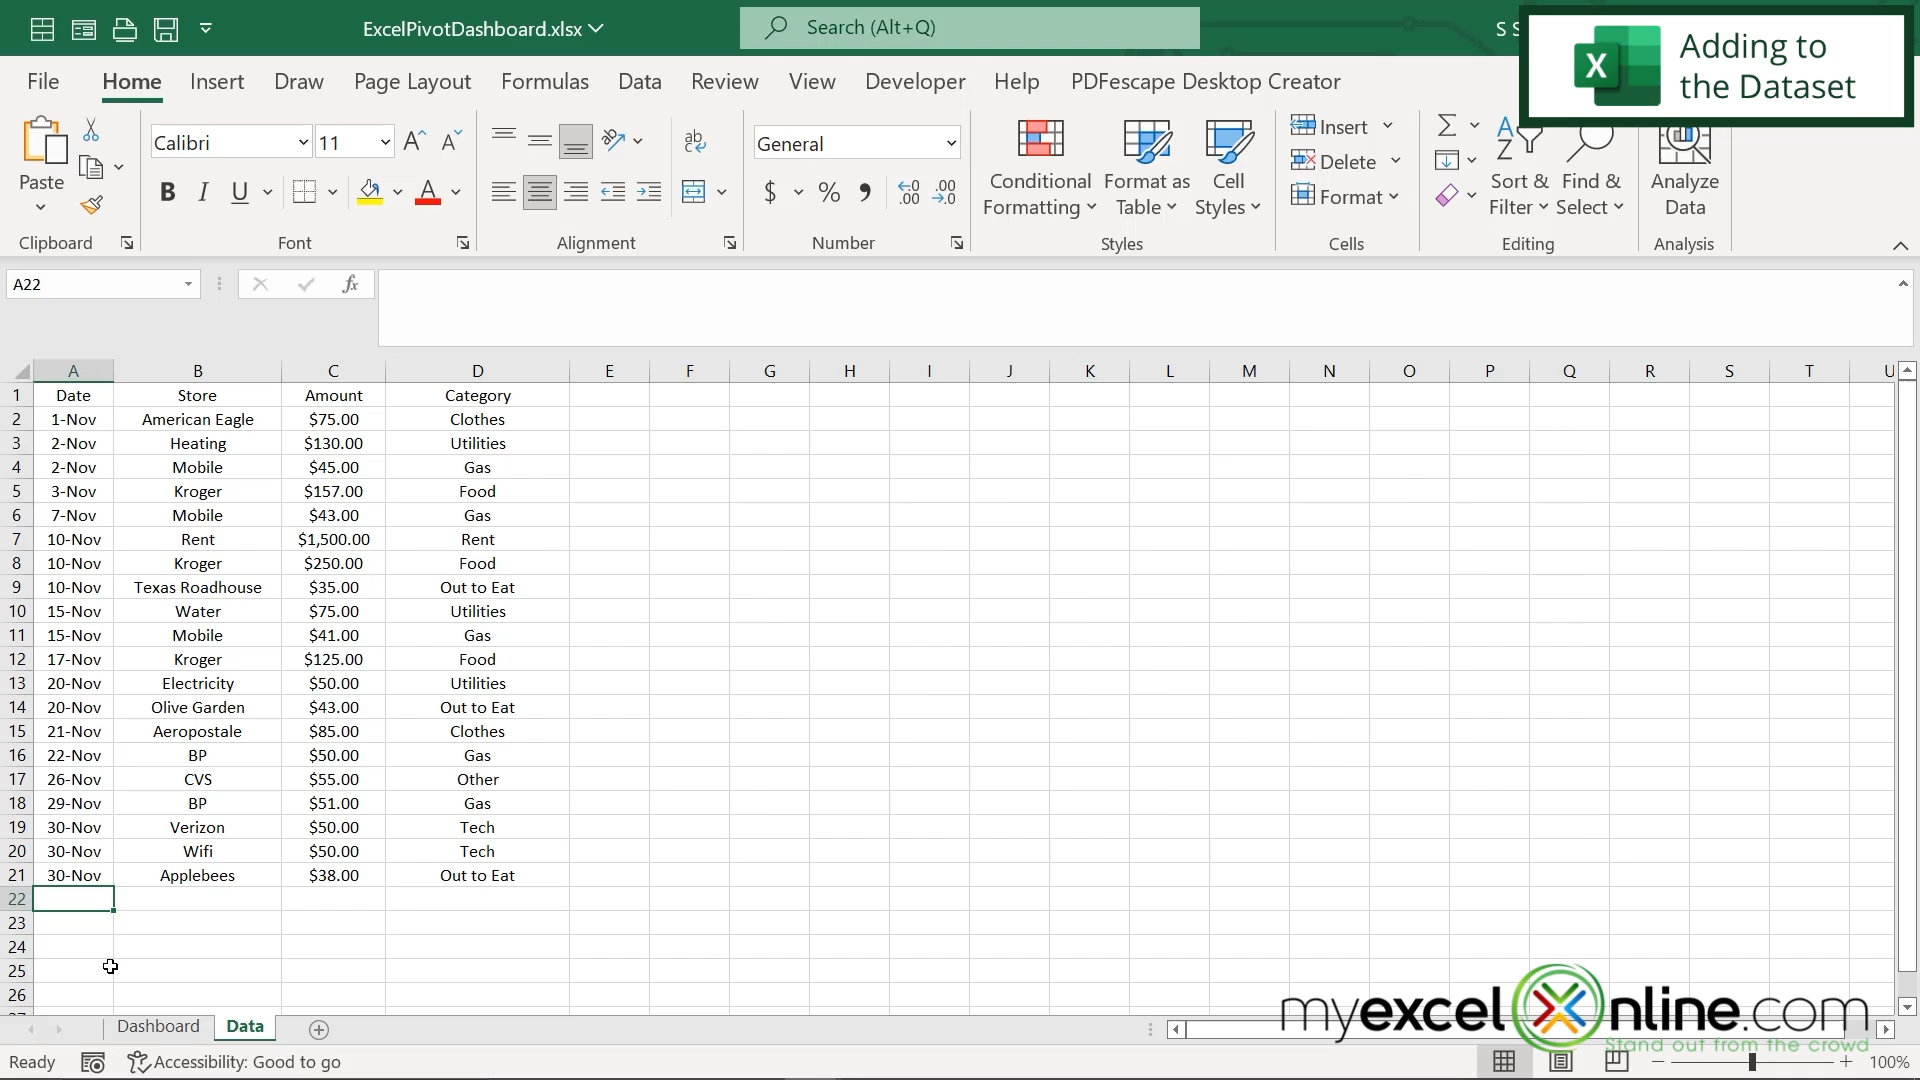 ExcelPivotDashboard.xlsx
Search (Alt+Q)
S S
Adding to
the Dataset
File Home Insert Draw Page Layout Formulas Data Review View Developer Help PDFescape Desktop Creator
Paste
Clipboard
Calibri 11
B I U A
Font
ab
Alignment
General
$ % ,
Number
Conditional
Formatting
Format as
Table
Cell
Styles
Styles
Insert
Delete
Format
Cells
Sort &
Filter
Find &
Select
Editing
Analyze
Data
Analysis
A22
fx
A B C D E F G H I J K L M N O P Q R S T U
1 Date Store Amount Category
2 1-Nov American Eagle $75.00 Clothes
3 2-Nov Heating $130.00 Utilities
4 2-Nov Mobile $45.00 Gas
5 3-Nov Kroger $157.00 Food
6 7-Nov Mobile $43.00 Gas
7 10-Nov Rent $1,500.00 Rent
8 10-Nov Kroger $250.00 Food
9 10-Nov Texas Roadhouse $35.00 Out to Eat
10 15-Nov Water $75.00 Utilities
11 15-Nov Mobile $41.00 Gas
12 17-Nov Kroger $125.00 Food
13 20-Nov Electricity $50.00 Utilities
14 20-Nov Olive Garden $43.00 Out to Eat
15 21-Nov Aeropostale $85.00 Clothes
16 22-Nov BP $50.00 Gas
17 26-Nov CVS $55.00 Other
18 29-Nov BP $51.00 Gas
19 30-Nov Verizon $50.00 Tech
20 30-Nov Wifi $50.00 Tech
21 30-Nov Applebees $38.00 Out to Eat
22
23
24
25
26
Dashboard Data
myexcelonline.com
Stand out from the crowd
Ready Accessibility: Good to go 100%